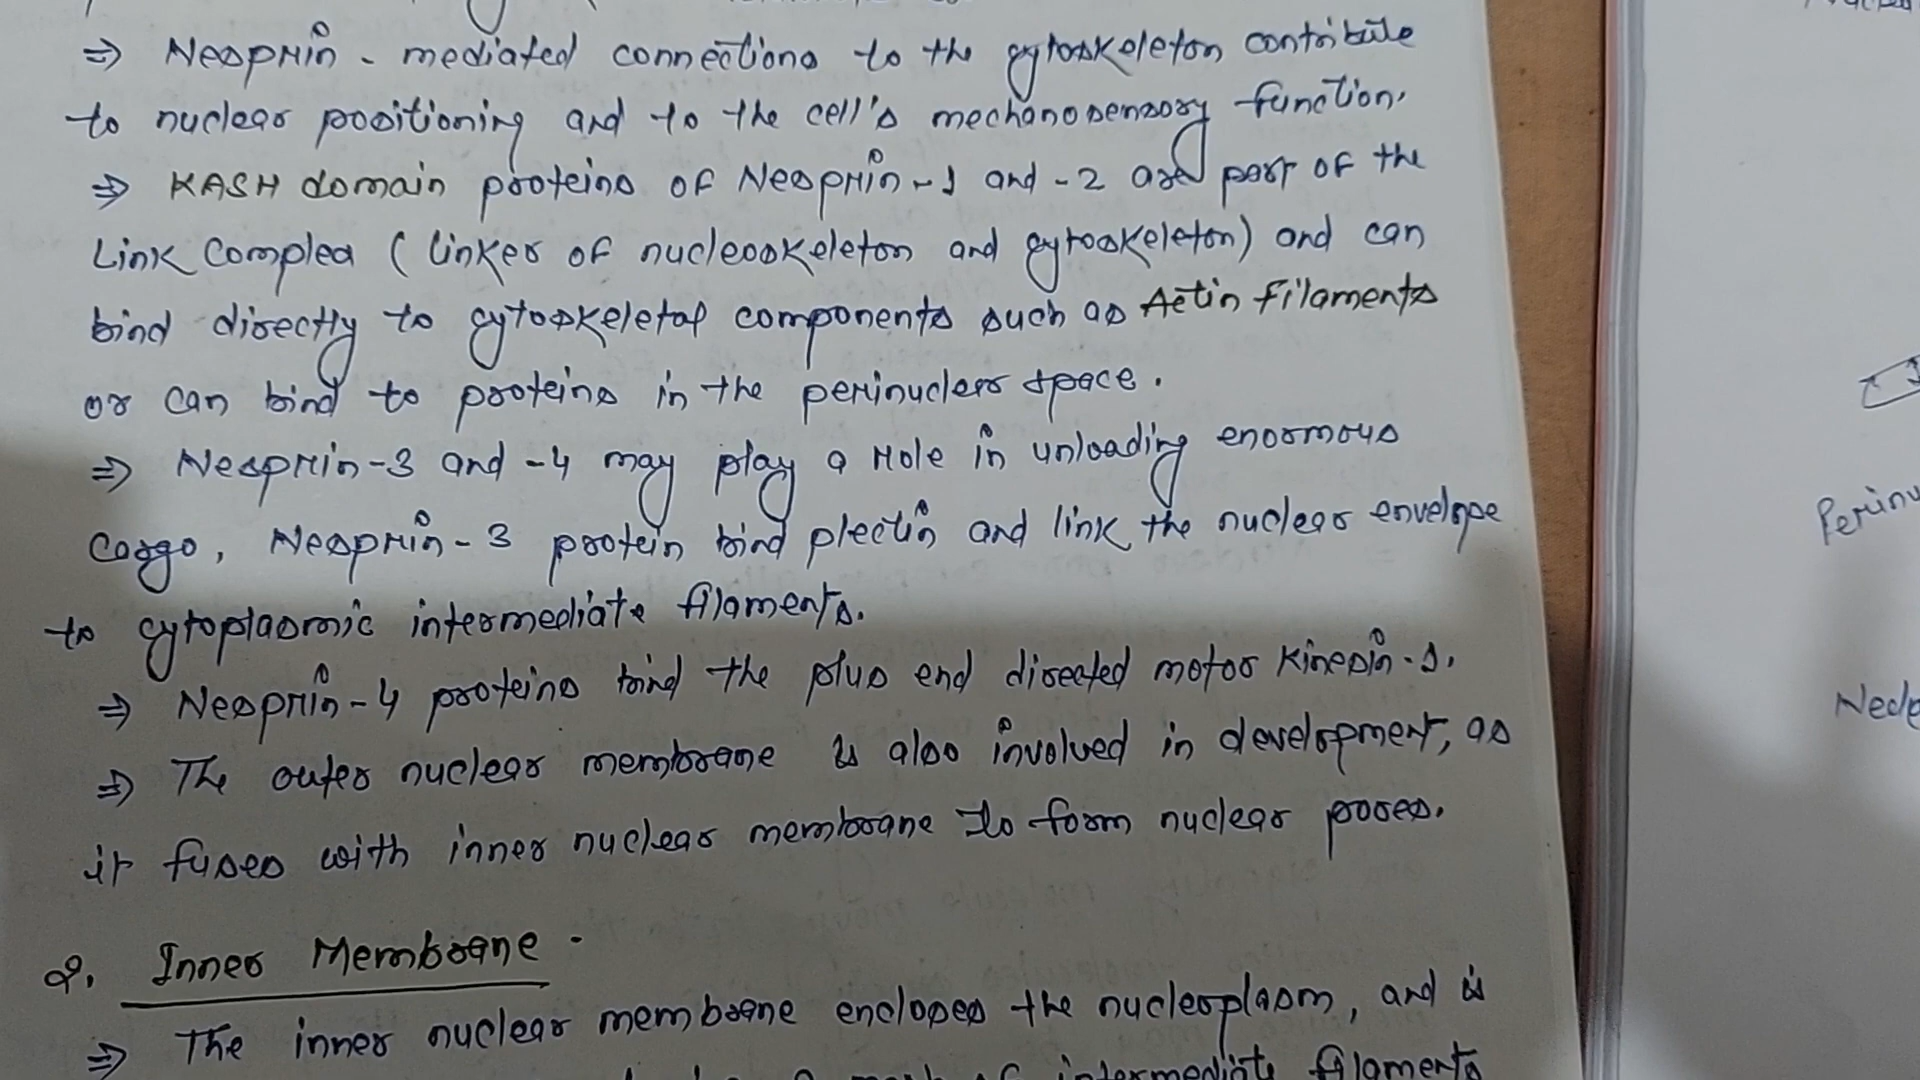 ⇒ Nesprin - mediated connections to the cytoskeleton contribute
to nuclear positioning and to the cell's mechanosensory function.
⇒ KASH domain proteins of Nesprin-1 and -2 are part of the
Link Complex ( linker of nucleoskeleton and cytoskeleton) and can
bind directly to cytoskeletal components such as Actin filaments
or can bind to proteins in the perinuclear space.
⇒ Nesprin-3 and -4 may play a role in unloading enormous
Cargo, Nesprin-3 protein bind plectin and link the nuclear envelope
to cytoplasmic intermediate filaments.
⇒ Nesprin-4 proteins bind the plus end directed motor Kinesin-1.
⇒ The outer nuclear membrane is also involved in development, as
it fuses with inner nuclear membrane to form nuclear pores.
2. Inner Membrane -
⇒ The inner nuclear membrane encloses the nucleoplasm, and is
intermediate filaments
Perinu